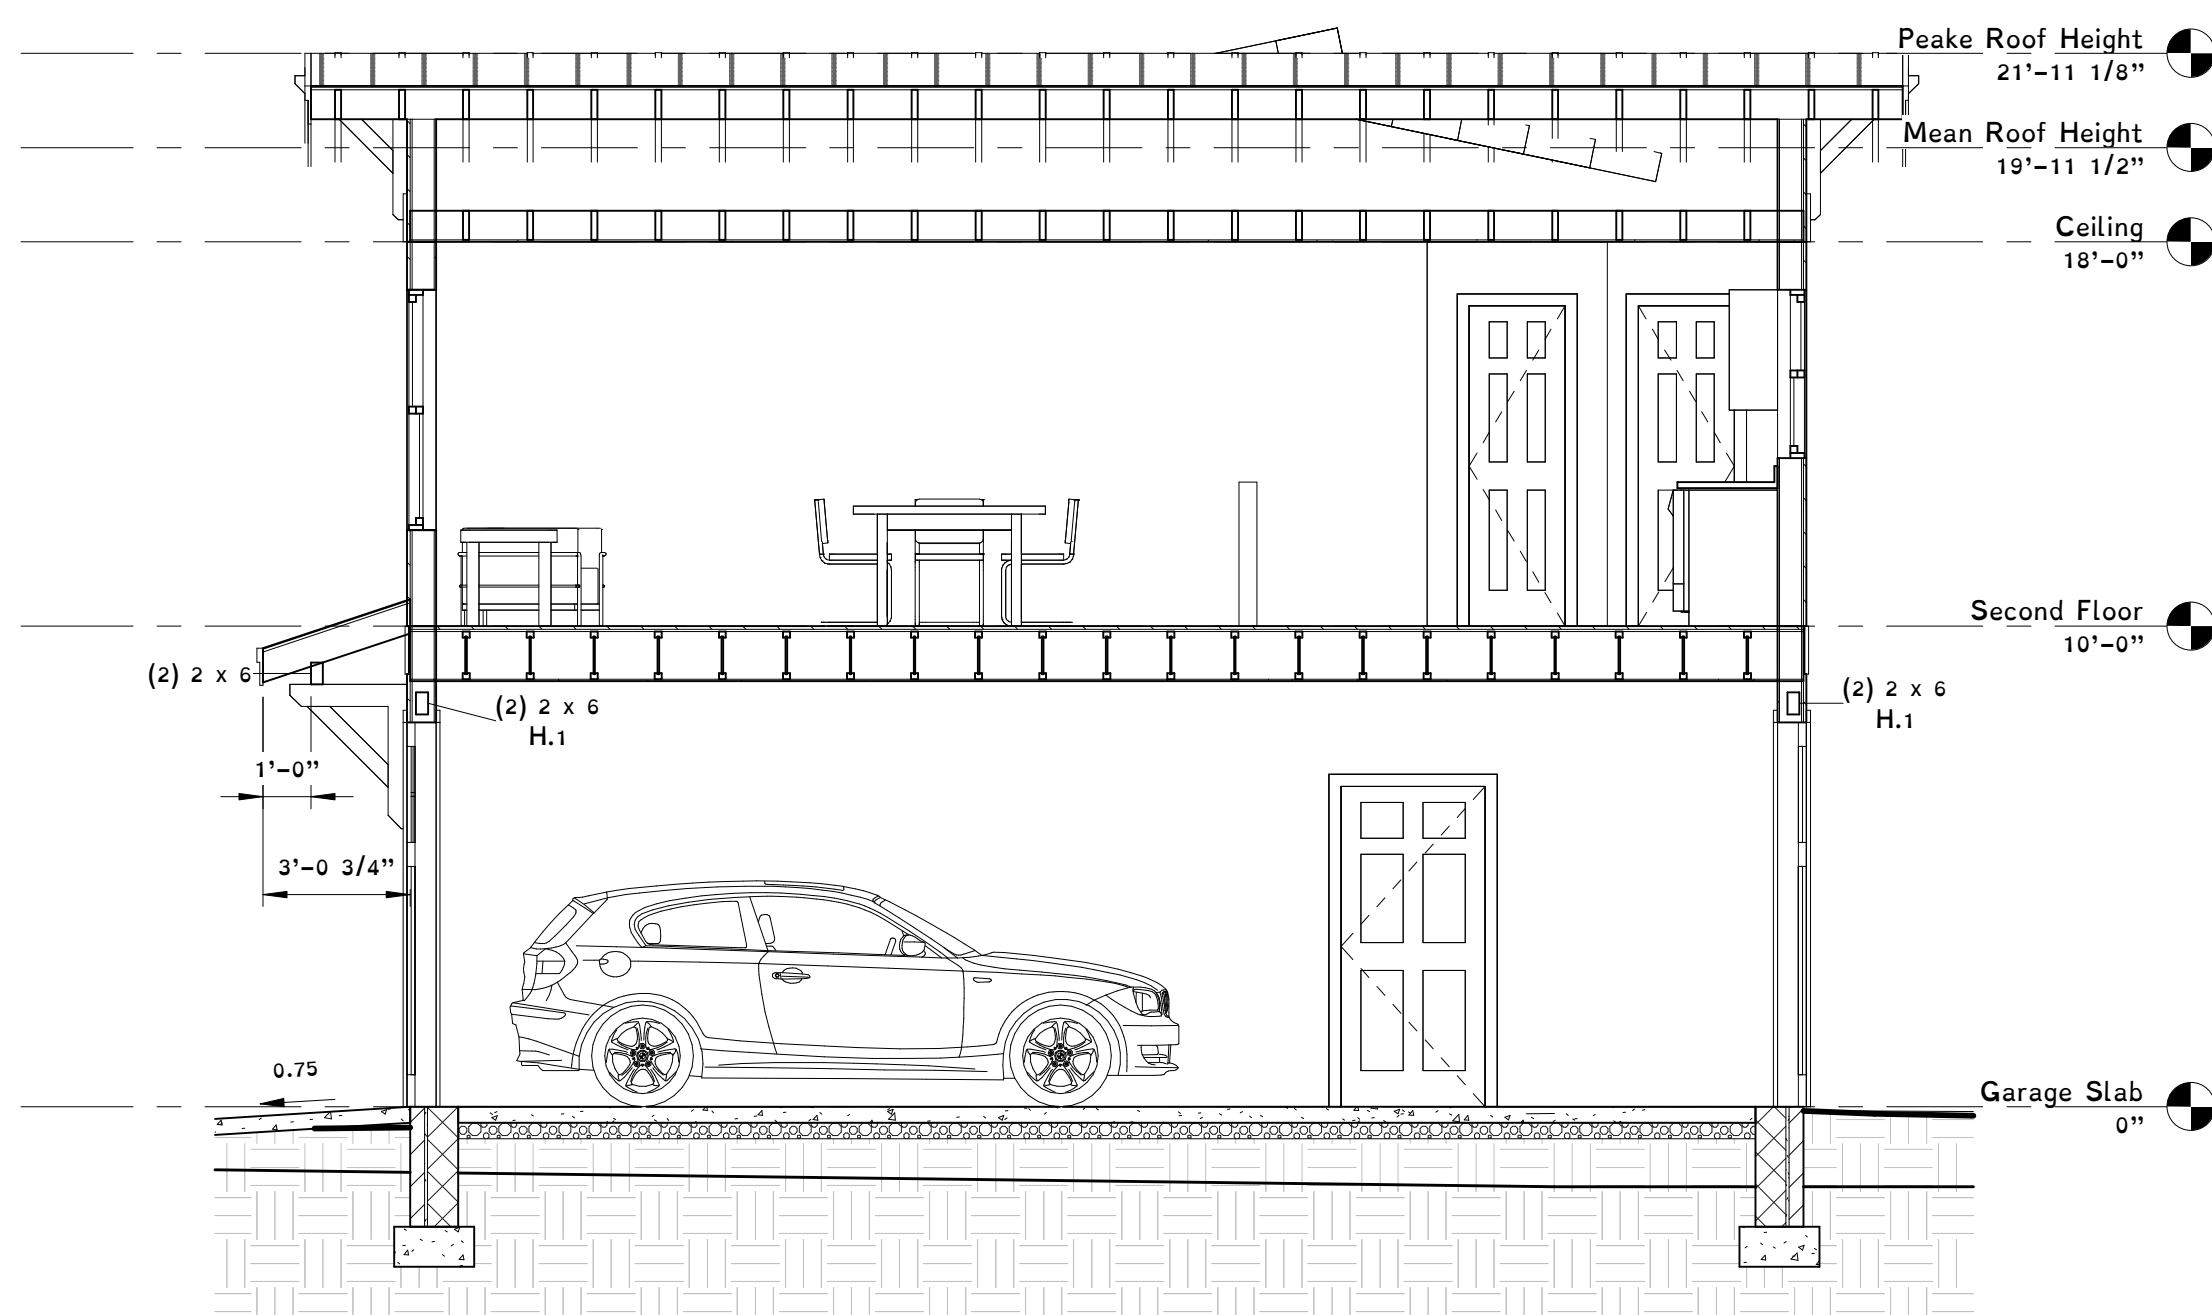 Peake Roof Height
21’-11 1/8”
Mean Roof Height
19’-11 1/2”
Ceiling
18’-0”
Second Floor
10’-0”
(2) 2 x 6
(2) 2 x 6
H.1
(2) 2 x 6
H.1
1’-0”
3’-0 3/4”
0.75
Garage Slab
0”